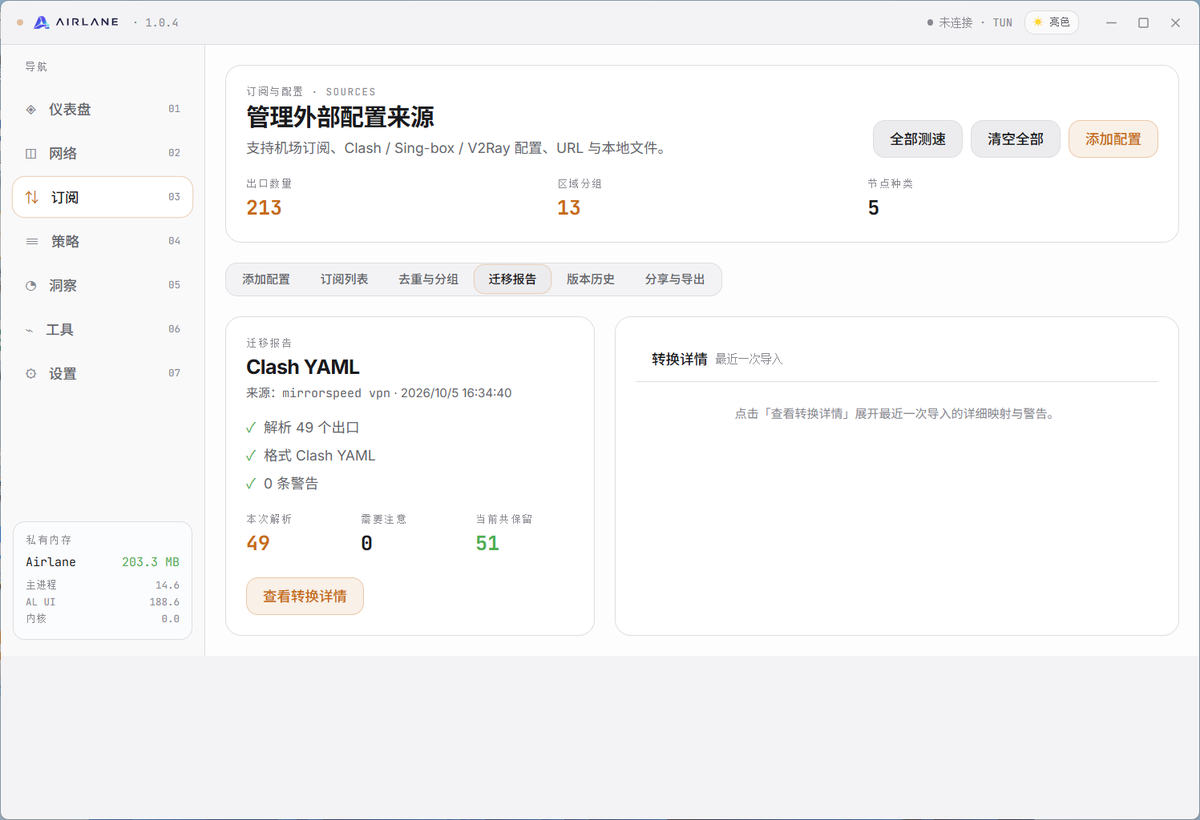 AIRLANE · 1.0.4
未连接 · TUN 亮色
导航
仪表盘 01
网络 02
订阅 03
策略 04
洞察 05
工具 06
设置 07
私有内存
Airlane 203.3 MB
主进程 14.6
AL UI 188.6
内核 0.0
订阅与配置 · SOURCES
管理外部配置来源
支持机场订阅、Clash / Sing-box / V2Ray 配置、URL 与本地文件。
全部测速 清空全部 添加配置
出口数量 区域分组 节点种类
213 13 5
添加配置 订阅列表 去重与分组 迁移报告 版本历史 分享与导出
迁移报告
Clash YAML
来源: mirrorspeed vpn · 2026/10/5 16:34:40
✓ 解析 49 个出口
✓ 格式 Clash YAML
✓ 0 条警告
本次解析 需要注意 当前共保留
49 0 51
查看转换详情
转换详情 最近一次导入
点击「查看转换详情」展开最近一次导入的详细映射与警告。